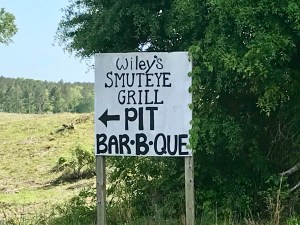 Wiley's
SMUTEYE
GRILL
← PIT
BAR·B·QUE